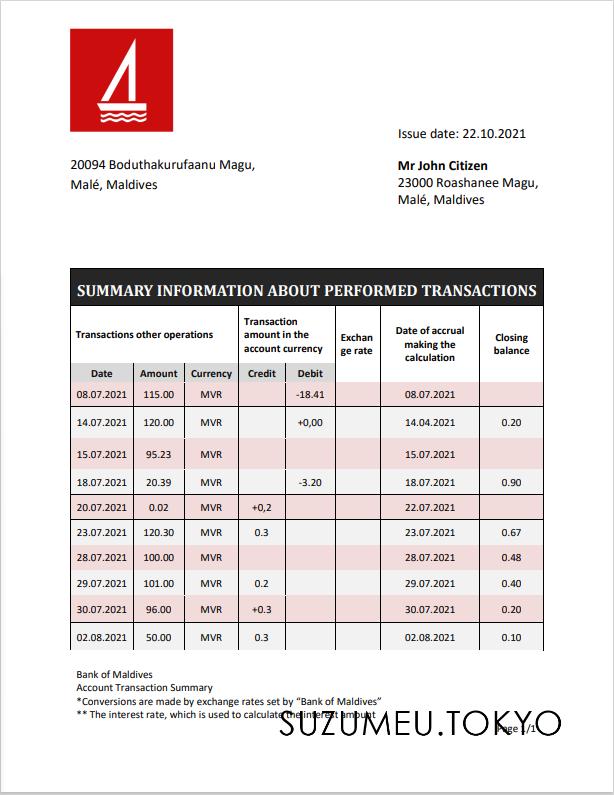 Issue date: 22.10.2021
20094 Boduthakurufaanu Magu,
Malé, Maldives
Mr John Citizen
23000 Roashanee Magu,
Malé, Maldives
SUMMARY INFORMATION ABOUT PERFORMED TRANSACTIONS
Transactions other operations
Transaction
amount in the
account currency
Exchan
ge rate
Date of accrual
making the
calculation
Closing
balance
Date Amount Currency Credit Debit
08.07.2021 115.00 MVR -18.41 08.07.2021
14.07.2021 120.00 MVR +0,00 14.04.2021 0.20
15.07.2021 95.23 MVR 15.07.2021
18.07.2021 20.39 MVR -3.20 18.07.2021 0.90
20.07.2021 0.02 MVR +0,2 22.07.2021
23.07.2021 120.30 MVR 0.3 23.07.2021 0.67
28.07.2021 100.00 MVR 28.07.2021 0.48
29.07.2021 101.00 MVR 0.2 29.07.2021 0.40
30.07.2021 96.00 MVR +0.3 30.07.2021 0.20
02.08.2021 50.00 MVR 0.3 02.08.2021 0.10
Bank of Maldives
Account Transaction Summary
*Conversions are made by exchange rates set by “Bank of Maldives”
** The interest rate, which is used to calculate the interest amount
SUZUMEU.TOKYO
Page 1/1